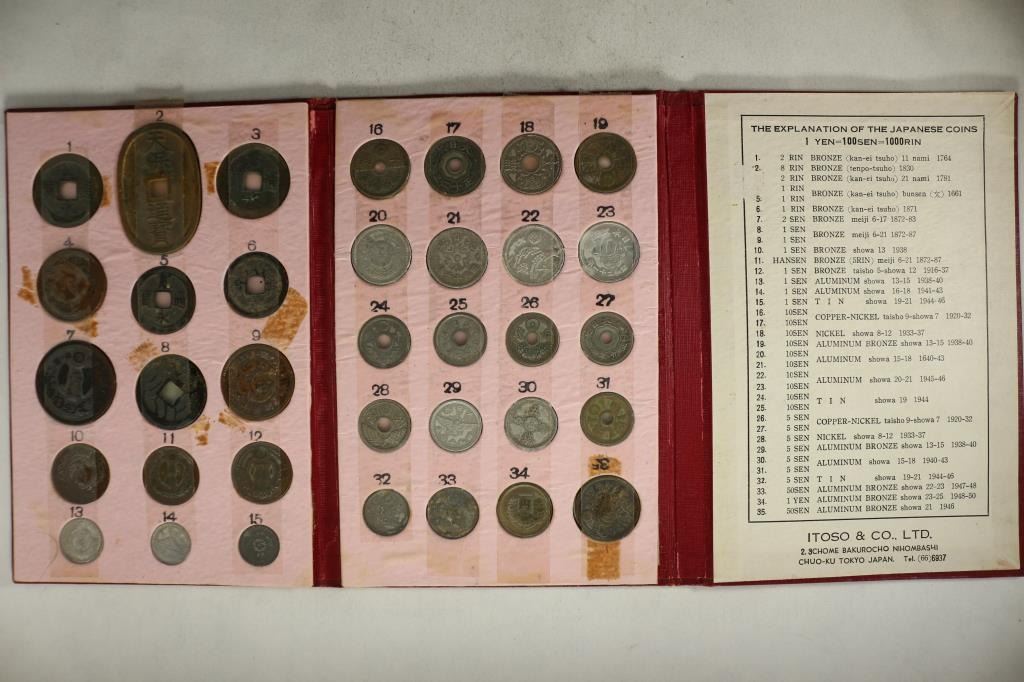 1
2
3
4
5
6
7
8
9
10
11
12
13
14
15
16
17
18
19
20
21
22
23
24
25
26
27
28
29
30
31
32
33
34
35
THE EXPLANATION OF THE JAPANESE COINS
1 YEN=100SEN=1000RIN
1. 2 RIN BRONZE (kan-ei tsuho) 11 nami 1764
2. 8 RIN BRONZE (tenpo-tsuho) 1830
2 RIN BRONZE (kan-ei tsuho) 21 nami 1781
1 RIN
BRONZE (kan-ei tsuho) bunsen (文) 1661
5. 1 RIN
6. 1 RIN BRONZE (kan-ei tsuho) 1871
7. 2 SEN BRONZE meiji 6-17 1872-83
8. 1 SEN
BRONZE meiji 6-21 1872-87
9. 1 SEN
10. 1 SEN BRONZE showa 13 1938
11. HANSEN BRONZE (5RIN) meiji 6-21 1872-87
12. 1 SEN BRONZE taisho 5-showa 12 1916-37
13. 1 SEN ALUMINUM showa 13-15 1938-40
14. 1 SEN ALUMINUM showa 16-18 1941-43
15. 1 SEN TIN showa 19-21 1944-46
16. 10SEN
COPPER-NICKEL taisho 9-showa 7 1920-32
17. 10SEN
18. 10SEN NICKEL showa 8-12 1933-37
19. 10SEN ALUMINUM BRONZE showa 13-15 1938-40
20. 10SEN
ALUMINUM showa 15-18 1640-43
21. 10SEN
22. 10SEN
ALUMINUM showa 20-21 1945-46
23. 10SEN
24. 10SEN
TIN showa 19 1944
25. 10SEN
26. 5 SEN
COPPER-NICKEL taisho 9-showa 7 1920-32
27. 5 SEN
28. 5 SEN NICKEL showa 8-12 1933-37
29. 5 SEN ALUMINUM BRONZE showa 13-15 1938-40
30. 5 SEN
ALUMINUM showa 15-18 1940-43
31. 5 SEN
32. 5 SEN TIN showa 19-21 1944-46
33. 50SEN ALUMINUM BRONZE showa 22-23 1947-48
34. 1 YEN ALUMINUM BRONZE showa 23-25 1948-50
35. 50SEN ALUMINUM BRONZE showa 21 1946
ITOSO & CO., LTD.
2. 3CHOME BAKUROCHO NIHOMBASHI
CHUO-KU TOKYO JAPAN. Tel. (66)6937